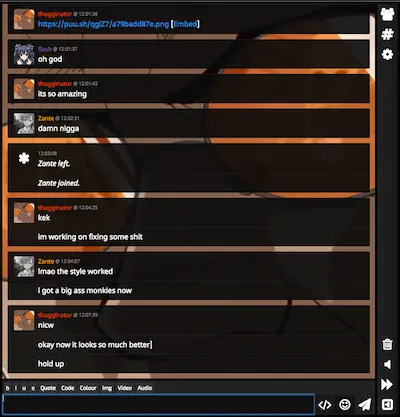 thugginator @ 12:01:26
https://puu.sh/qglZ7/a79badd87e.png [Embed]
flash @ 12:01:37
oh god
thugginator @ 12:01:42
its so amazing
Zante @ 12:02:51
damn nigga
12:03:08
Zante left.
Zante joined.
thugginator @ 12:04:25
kek
im working on fixing some shit
Zante @ 12:04:57
lmao the style worked
i got a big ass monkies now
thugginator @ 12:07:39
nicw
okay now it looks so much better]
hold up
b i u s Quote Code Colour Img Video Audio